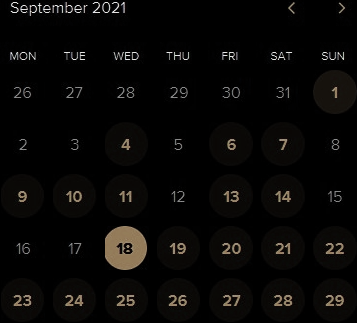 September 2021
MON TUE WED THU FRI SAT SUN
26 27 28 29 30 31 1
2 3 4 5 6 7 8
9 10 11 12 13 14 15
16 17 18 19 20 21 22
23 24 25 26 27 28 29